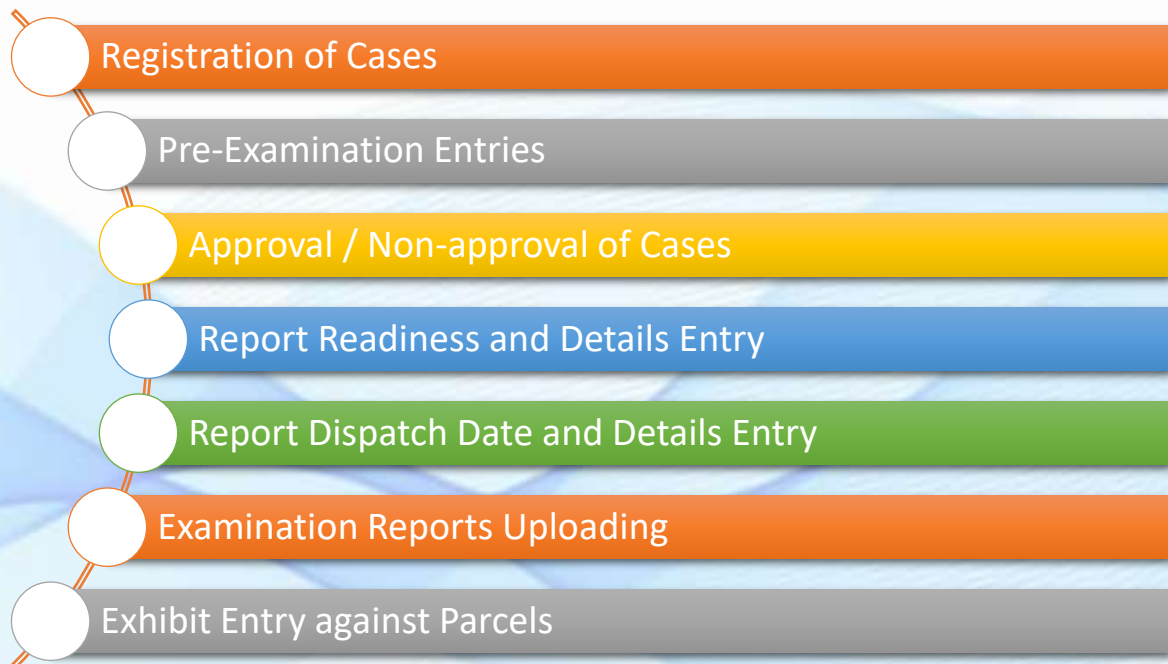 Registration of Cases
Pre-Examination Entries
Approval / Non-approval of Cases
Report Readiness and Details Entry
Report Dispatch Date and Details Entry
Examination Reports Uploading
Exhibit Entry against Parcels